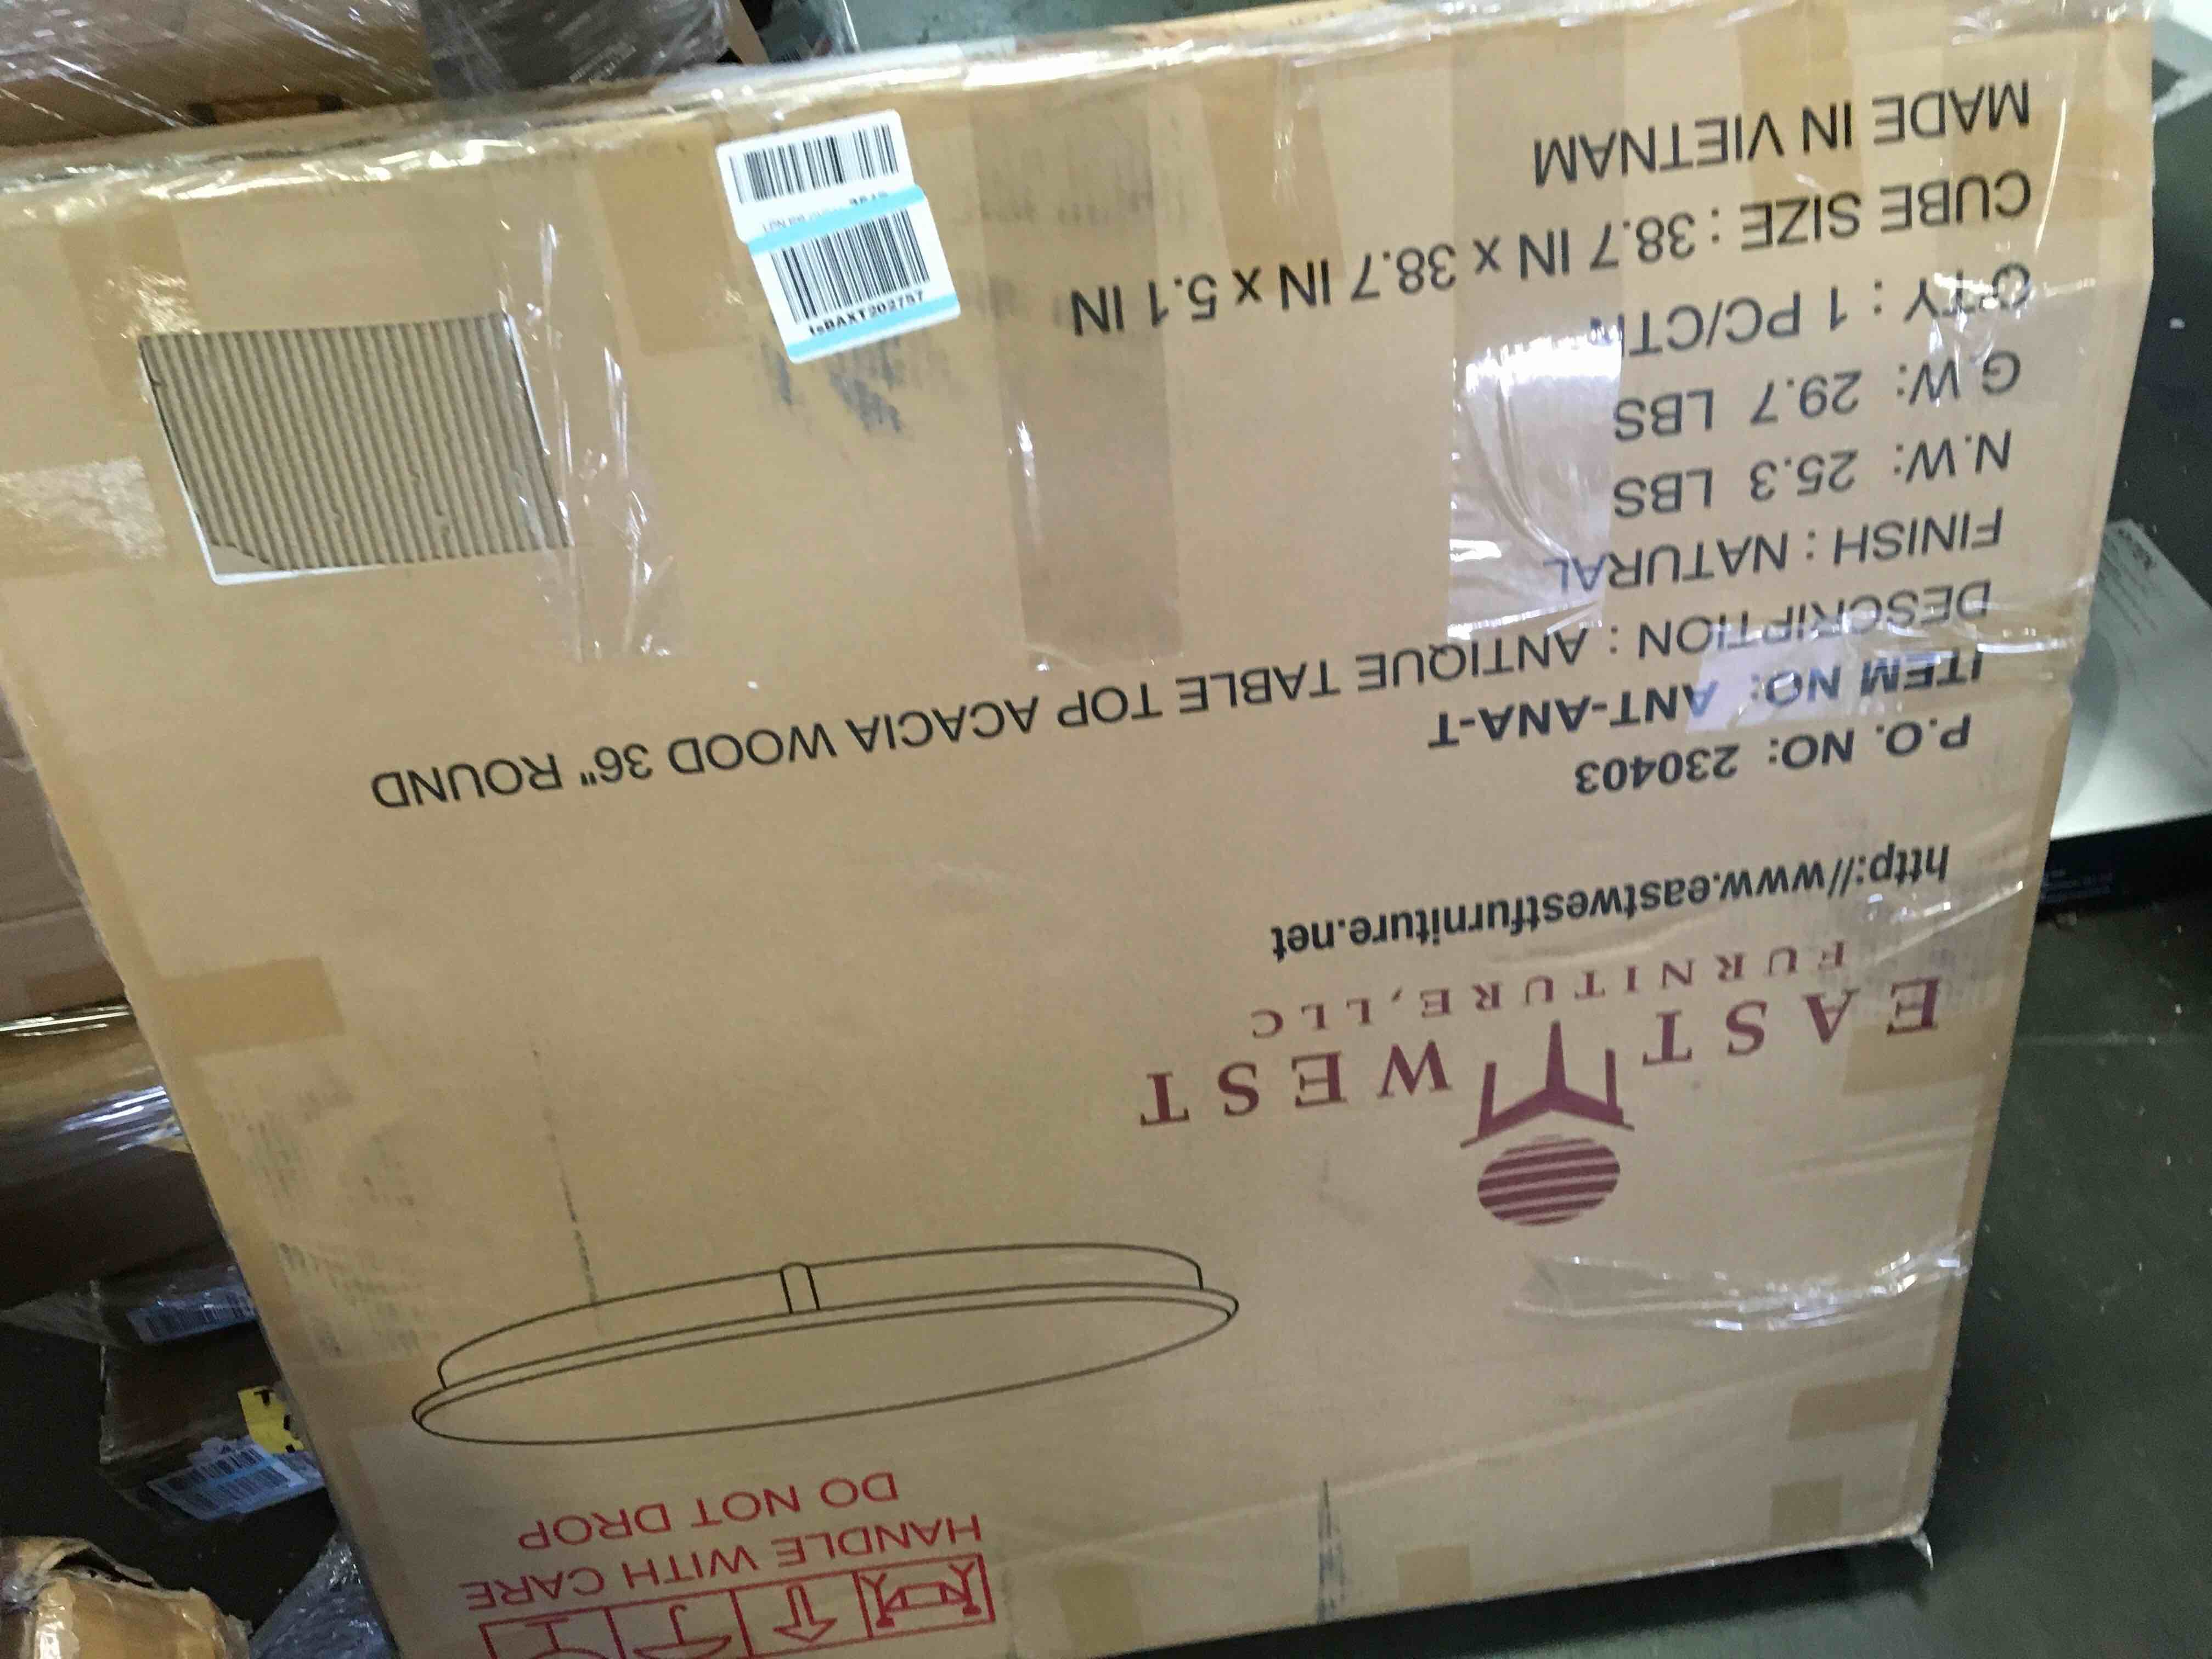 HANDLE WITH CARE
DO NOT DROP
EAST WEST
FURNITURE, LLC
http://www.eastwestfurniture.net
P.O. NO: 230403
ITEM NO: ANT-ANA-T
DESCRIPTION : ANTIQUE TABLE TOP ACACIA WOOD 36" ROUND
FINISH : NATURAL
N.W: 25.3 LBS
G.W: 29.7 LBS
QTY : 1 PC/CTN
CUBE SIZE : 38.7 IN x 38.7 IN x 5.1 IN
MADE IN VIETNAM